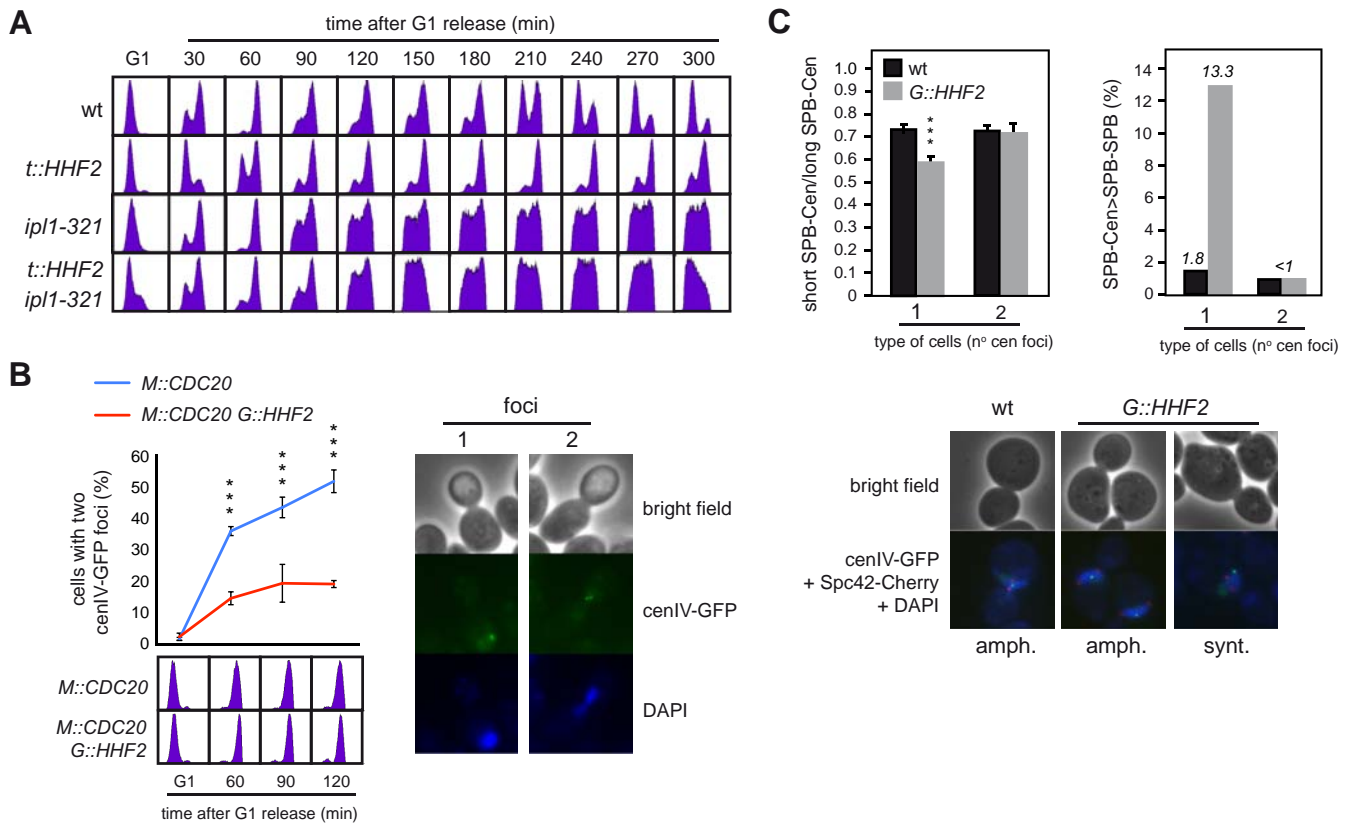 A
time after G1 release (min)
G1 30 60 90 120 150 180 210 240 270 300
wt
t::HHF2
ipl1-321
t::HHF2
ipl1-321
B
M::CDC20
M::CDC20 G::HHF2
cells with two
cenIV-GFP foci (%)
60
50
40
30
20
10
0
***
***
***
M::CDC20
M::CDC20
G::HHF2
G1 60 90 120
time after G1 release (min)
foci
1 2
bright field
cenIV-GFP
DAPI
C
short SPB-Cen/long SPB-Cen
1.0
0.9
0.8
0.7
0.6
0.5
0.4
0.3
0.2
0.1
0
wt
G::HHF2
***
1 2
type of cells (nº cen foci)
SPB-Cen>SPB-SPB (%)
14
12
10
8
6
4
2
0
1.8
13.3
<1
1 2
type of cells (nº cen foci)
wt G::HHF2
bright field
cenIV-GFP
+ Spc42-Cherry
+ DAPI
amph. amph. synt.